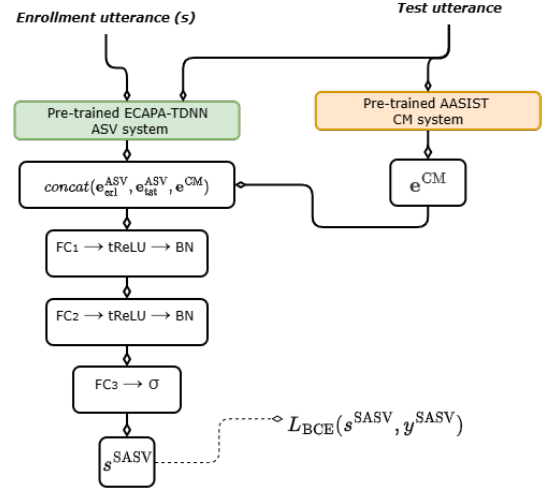 Enrollment utterance (s)
Test utterance
Pre-trained ECAPA-TDNN
ASV system
Pre-trained AASIST
CM system
concat(e_erl^ASV, e_tst^ASV, e^CM)
e^CM
FC1 → tReLU → BN
FC2 → tReLU → BN
FC3 → σ
s^SASV
L_BCE(s^SASV, y^SASV)